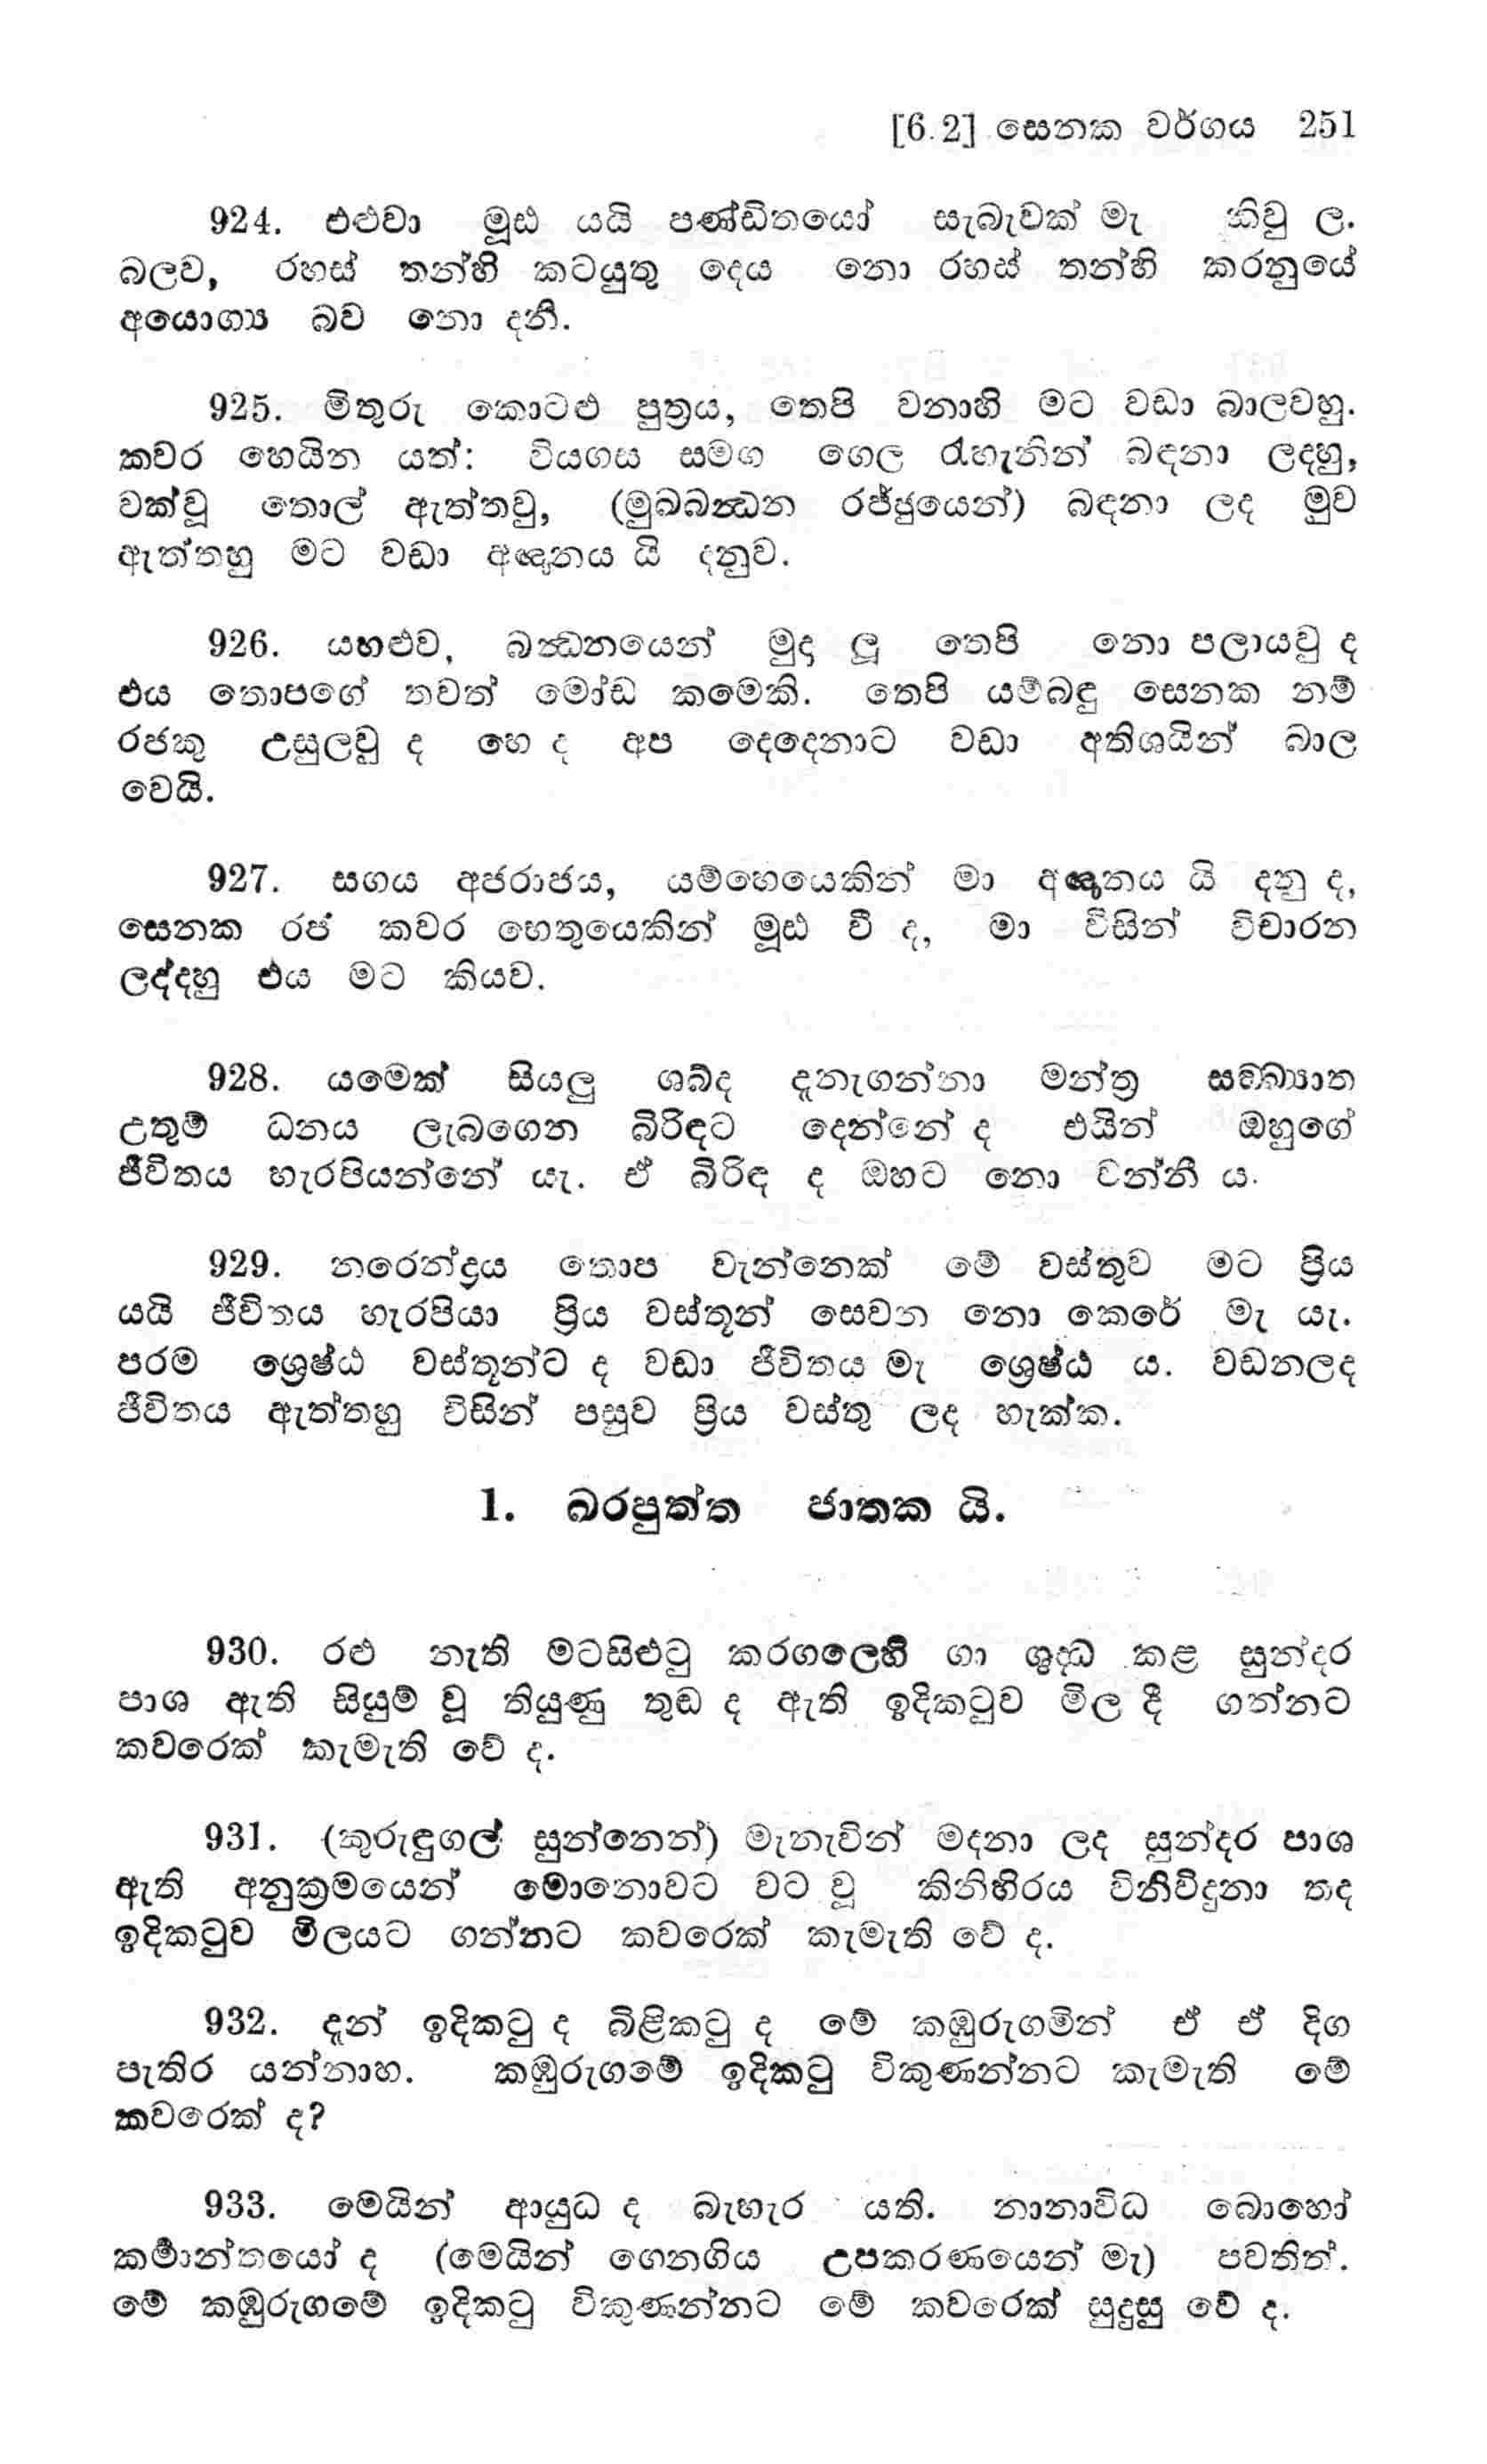 [6.2] සෙනක වර්ගය 251
924. එළුවා මූඪ යයි පණ්ඩිතයෝ සැබැවක් මැ කිවු ල.
බලව, රහස් තන්හි කටයුතු දෙය නො රහස් තන්හි කරනුයේ
අයොග්‍ය බව නො දනී.
925. මිතුරු කොටළු පුත්‍රය, තෙපි වනාහි මට වඩා බාලවහු.
කවර හෙයින යත්: වියගස සමග ගෙල රැහැනින් බඳනා ලදහු,
වක්වූ තොල් ඇත්තවු, (මුඛබන්‍ධන රජ්ජුයෙන්) බඳනා ලද මුව
ඇත්තහු මට වඩා අඥානය යි දනුව.
926. යහළුව, බන්‍ධනයෙන් මුදා ලූ තෙපි නො පලායවු ද
එය තොපගේ තවත් මෝඩ කමෙකි. තෙපි යම්බඳු සෙනක නම්
රජකු උසුලවු ද හෙ ද අප දෙදෙනාට වඩා අතිශයින් බාල
වෙයි.
927. සගය අජරාජය, යම්හෙයෙකින් මා අඥානය යි දනු ද,
සෙනක රජ කවර හෙතුයෙකින් මූඪ වී ද, මා විසින් විචාරන
ලද්දහු එය මට කියව.
928. යමෙක් සියලු ශබ්ද දැනැගන්නා මන්ත්‍ර සඞ්ඛ්‍යාත
උතුම් ධනය ලැබගෙන බිරිඳට දෙන්නේ ද එයින් ඔහුගේ
ජීවිතය හැරපියන්නේ යැ. ඒ බිරිඳ ද ඔහට නො වන්නී ය.
929. නරෙන්ද්‍රය තොප වැන්නෙක් මේ වස්තුව මට ප්‍රිය
යයි ජීවිතය හැරපියා ප්‍රිය වස්තූන් සෙවන නො කෙරේ මැ යැ.
පරම ශ්‍රෙෂ්ඨ වස්තූන්ට ද වඩා ජීවිතය මැ ශ්‍රෙෂ්ඨ ය. වඩනලද
ජීවිතය ඇත්තහු විසින් පසුව ප්‍රිය වස්තු ලද හැක්ක.
1. ඛරපුත්ත ජාතක යි.
930. රළු නැති මටසිළුටු කරගලෙහි ගා ශුද්‍ධ කළ සුන්දර
පාශ ඇති සියුම් වූ තියුණු තුඬ ද ඇති ඉදිකටුව මිල දී ගන්නට
කවරෙක් කැමැති වේ ද.
931. (කුරුඳුගල් සුන්නෙන්) මැනැවින් මදනා ලද සුන්දර පාශ
ඇති අනුක්‍රමයෙන් මොනොවට වට වූ කිනිහිරය විනිවිදුනා තද
ඉදිකටුව මිලයට ගන්නට කවරෙක් කැමැති වේ ද.
932. දැන් ඉදිකටු ද බිළිකටු ද මේ කඹුරුගමින් ඒ ඒ දිග
පැතිර යන්නාහ. කඹුරුගමේ ඉදිකටු විකුණන්නට කැමැති මේ
කවරෙක් ද?
933. මෙයින් ආයුධ ද බැහැර යති. නානාවිධ බොහෝ
කර්‍මාන්තයෝ ද (මෙයින් ගෙනගිය උපකරණයෙන් මැ) පවතිත්.
මේ කඹුරුගමේ ඉදිකටු විකුණන්නට මේ කවරෙක් සුදුසු වේ ද.